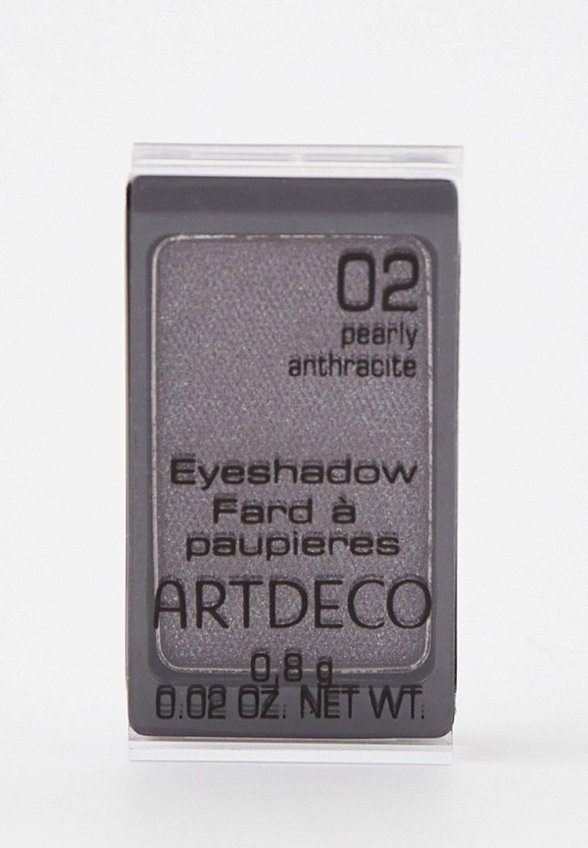 02
pearly
anthracite
Eyeshadow
Fard à
paupieres
ARTDECO
0,8 g
0.02 OZ. NET WT.